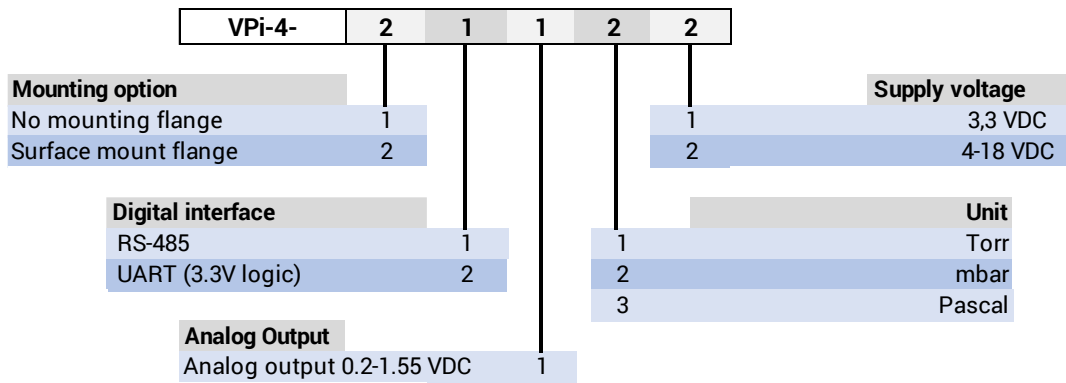 VPi-4- 2 1 1 2 2
Mounting option
No mounting flange 1
Surface mount flange 2
Supply voltage
1 3,3 VDC
2 4-18 VDC
Digital interface
RS-485 1
UART (3.3V logic) 2
Unit
1 Torr
2 mbar
3 Pascal
Analog Output
Analog output 0.2-1.55 VDC 1